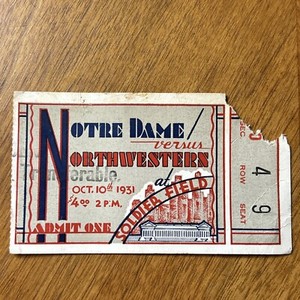 NOTRE DAME
versus
NORTHWESTERN
OCT. 10th 1931 at
$4.00 2 P.M. SOLDIER FIELD
ADMIT ONE
SEC.
4 ROW
9 SEAT